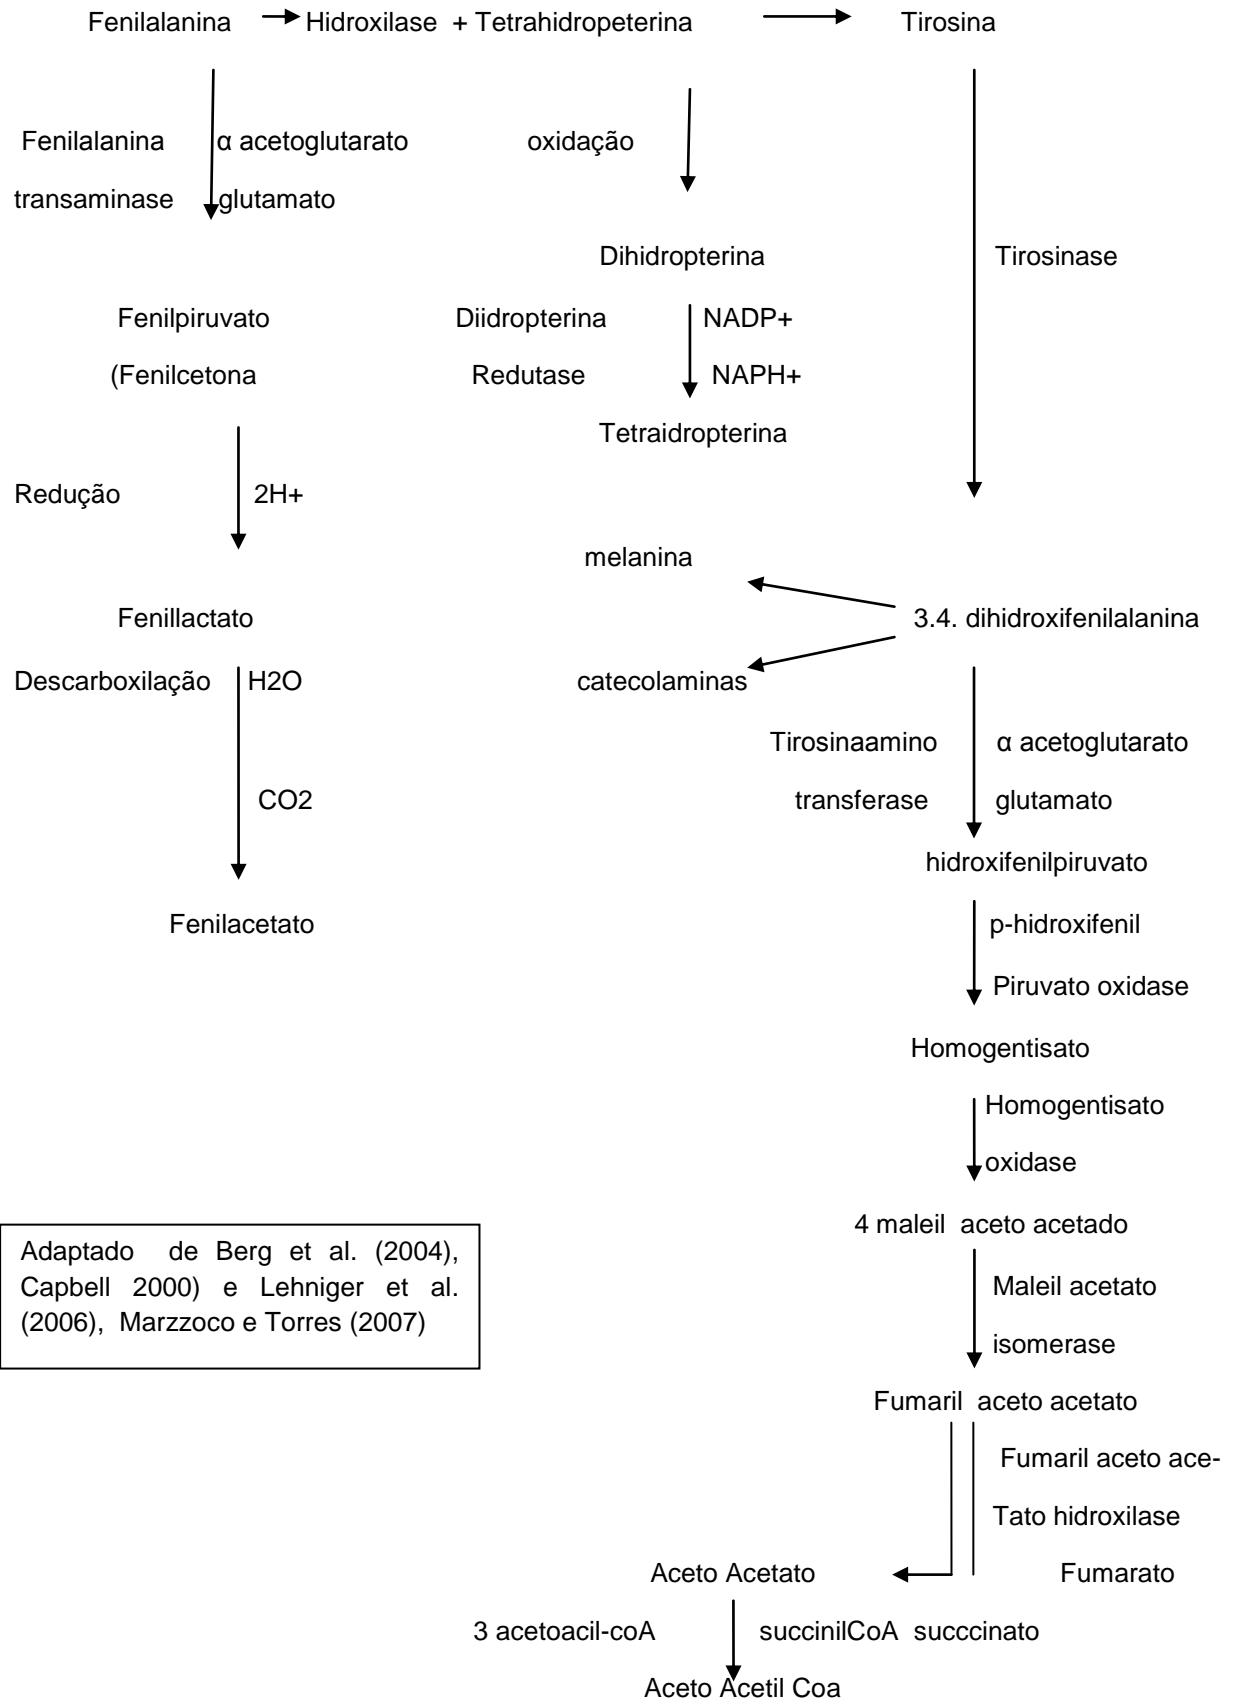 Fenilalanina Hidroxilase + Tetrahidropeterina Tirosina
Fenilalanina α acetoglutarato oxidação
transaminase glutamato
Dihidropterina Tirosinase
Fenilpiruvato Diidropterina NADP+
(Fenilcetona Redutase NAPH+
Tetraidropterina
Redução 2H+
melanina
Fenillactato 3.4. dihidroxifenilalanina
Descarboxilação H2O catecolaminas
Tirosinaamino α acetoglutarato
CO2 transferase glutamato
hidroxifenilpiruvato
Fenilacetato p-hidroxifenil
Piruvato oxidase
Homogentisato
Homogentisato
oxidase
4 maleil aceto acetado
Adaptado de Berg et al. (2004),
Capbell 2000) e Lehniger et al.
(2006), Marzzoco e Torres (2007)
Maleil acetato
isomerase
Fumaril aceto acetato
Fumaril aceto ace-
Tato hidroxilase
Aceto Acetato Fumarato
3 acetoacil-coA succinilCoA succcinato
Aceto Acetil Coa